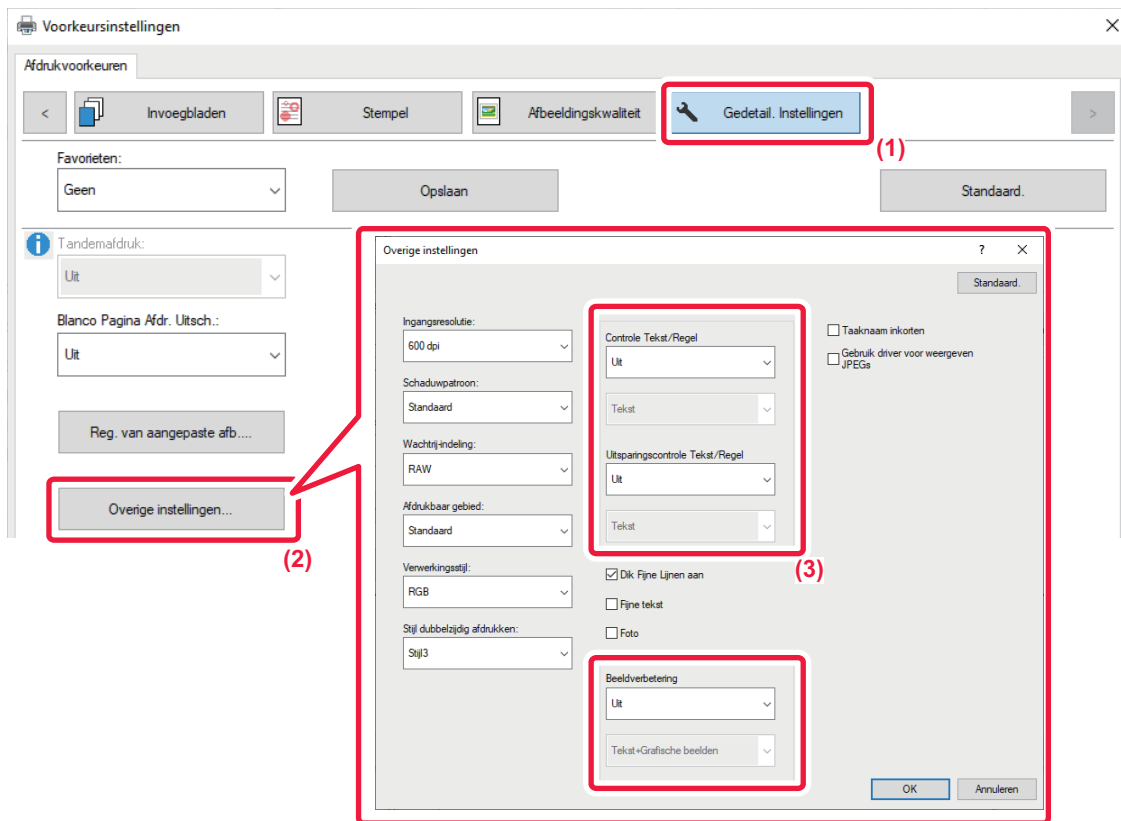 Voorkeursinstellingen
Afdrukvoorkeuren
<
Invoegbladen
Stempel
Afbeeldingskwaliteit
Gedetail. Instellingen
>
(1)
Favorieten:
Geen
Opslaan
Standaard.
Tandemafdruk:
Uit
Blanco Pagina Afdr. Uitsch.:
Uit
Reg. van aangepaste afb....
Overige instellingen...
(2)
Overige instellingen
?
Standaard.
Ingangsresolutie:
600 dpi
Schaduwpatroon:
Standaard
Wachtrij-indeling:
RAW
Afdrukbaar gebied:
Standaard
Verwerkingsstijl:
RGB
Stijl dubbelzijdig afdrukken:
Stijl3
Controle Tekst/Regel
Uit
Tekst
Uitsparingscontrole Tekst/Regel
Uit
Tekst
(3)
Dik Fijne Lijnen aan
Fijne tekst
Foto
Beeldverbetering
Uit
Tekst+Grafische beelden
Taaknaam inkorten
Gebruik driver voor weergeven
JPEGs
OK
Annuleren